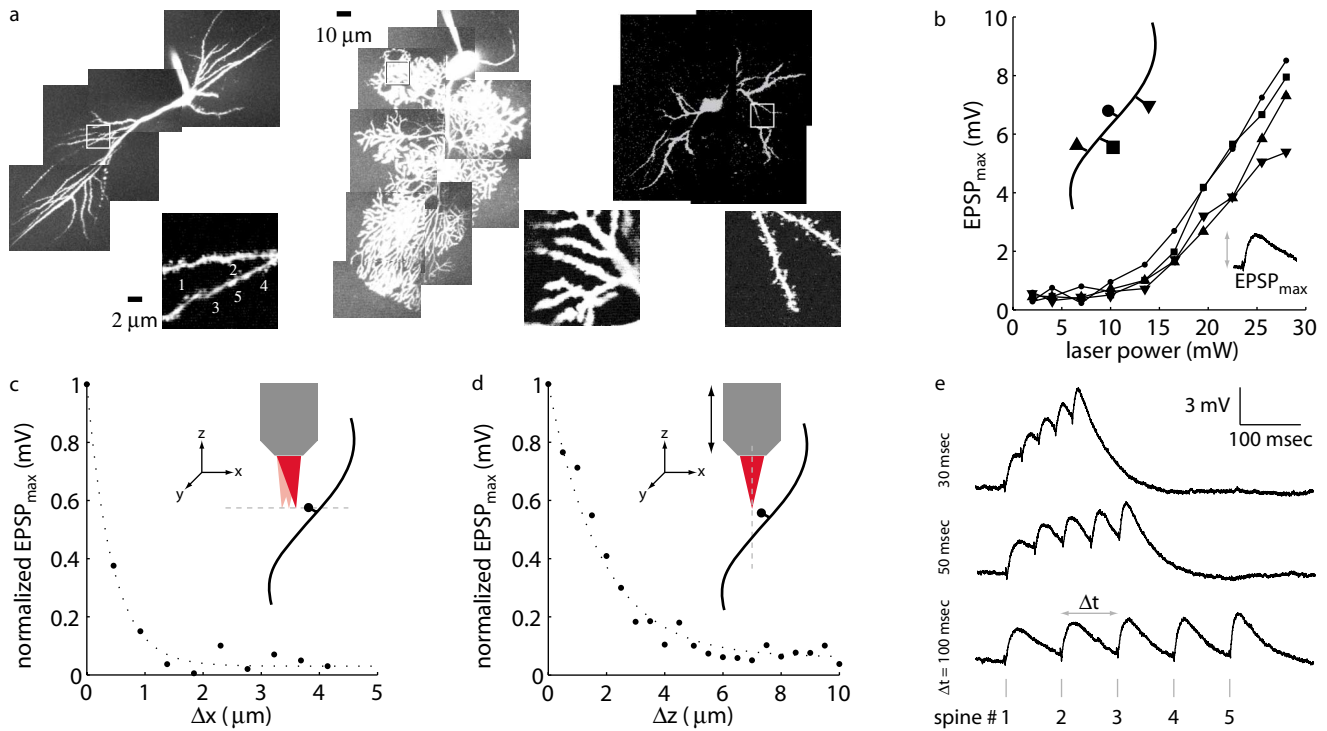 a
10 μm
2 μm
1
2
3
5
4
b
EPSPmax (mV)
10
8
6
4
2
0
0 5 10 15 20 25 30
laser power (mW)
EPSPmax
c
normalized EPSPmax (mV)
1
0.8
0.6
0.4
0.2
0
0 1 2 3 4 5
Δx (μm)
z
x
y
d
normalized EPSPmax (mV)
1
0.8
0.6
0.4
0.2
0
0 2 4 6 8 10
Δz (μm)
z
x
y
e
3 mV
100 msec
30 msec
50 msec
Δt = 100 msec
Δt
spine # 1 2 3 4 5